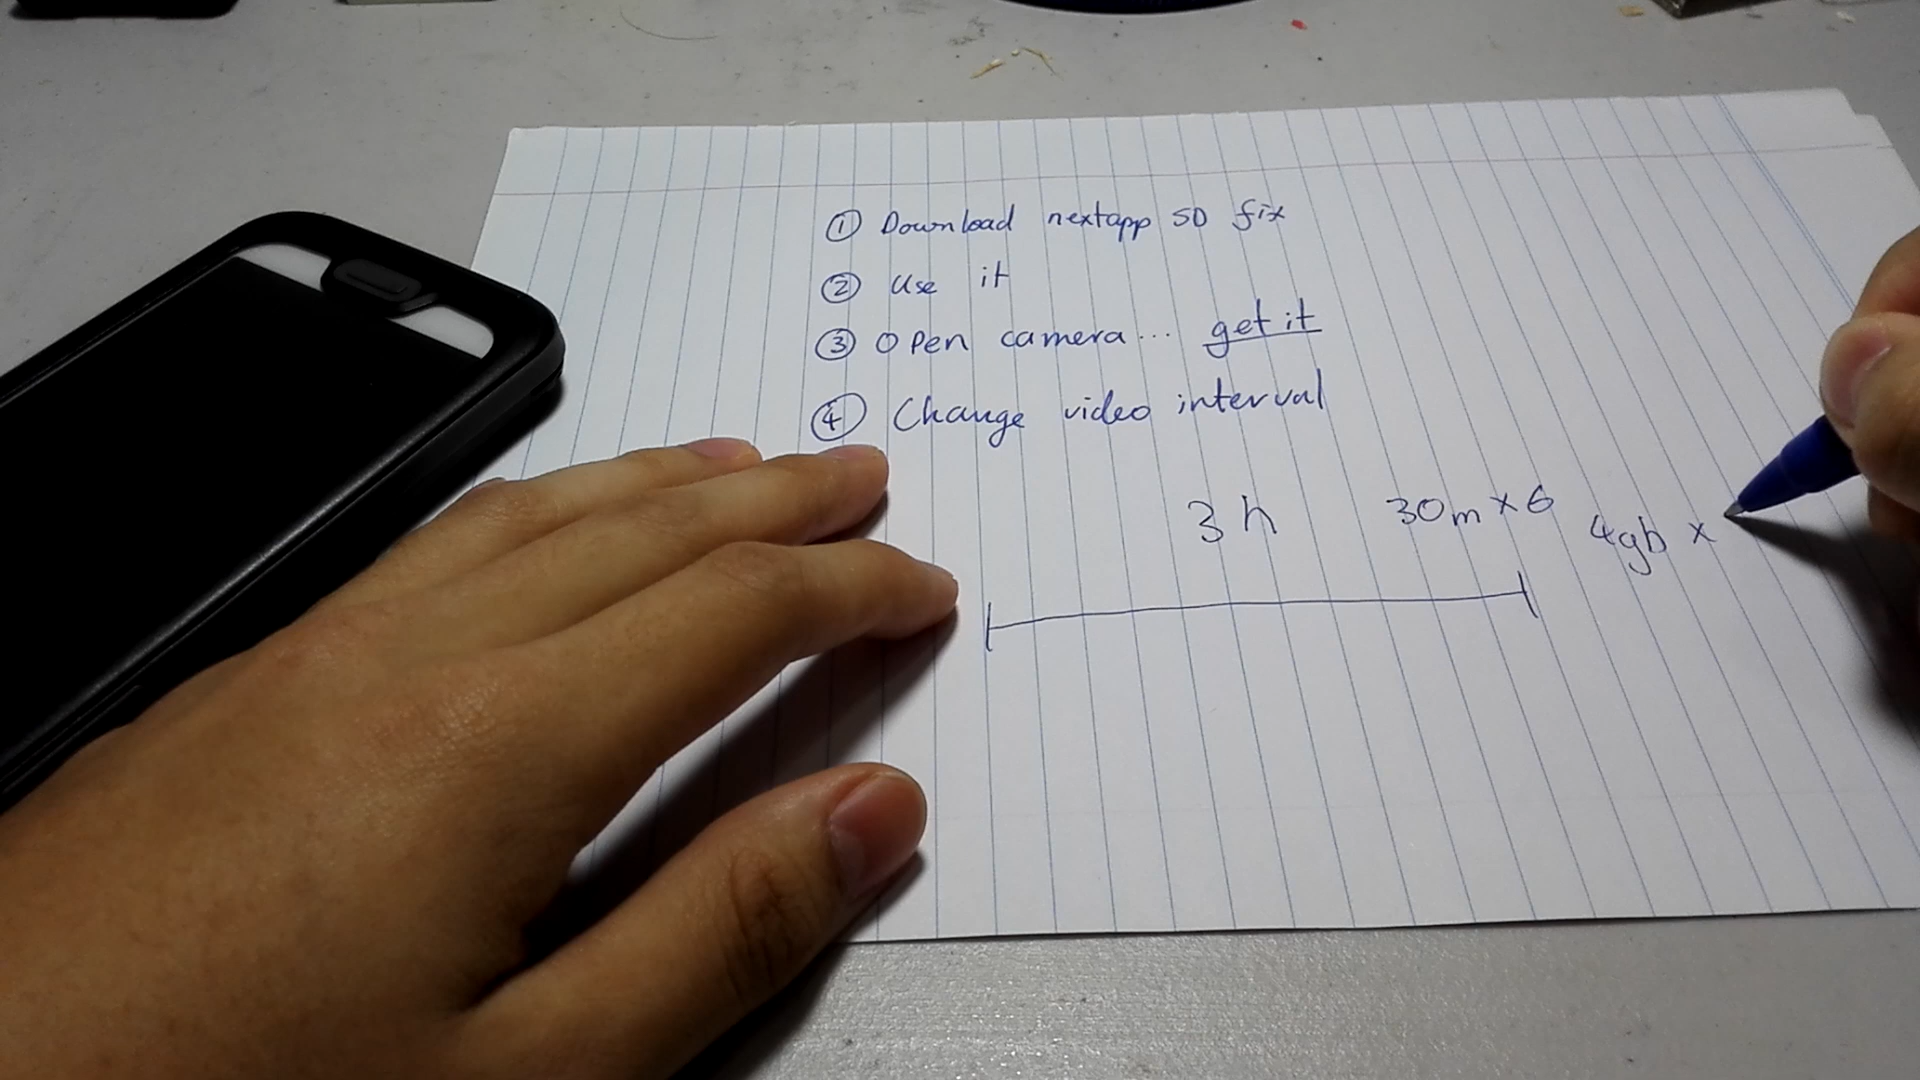 ① Download nextapp SD fix
② Use it
③ Open camera... get it
④ Change video interval
3h 30m x 6 4gb x